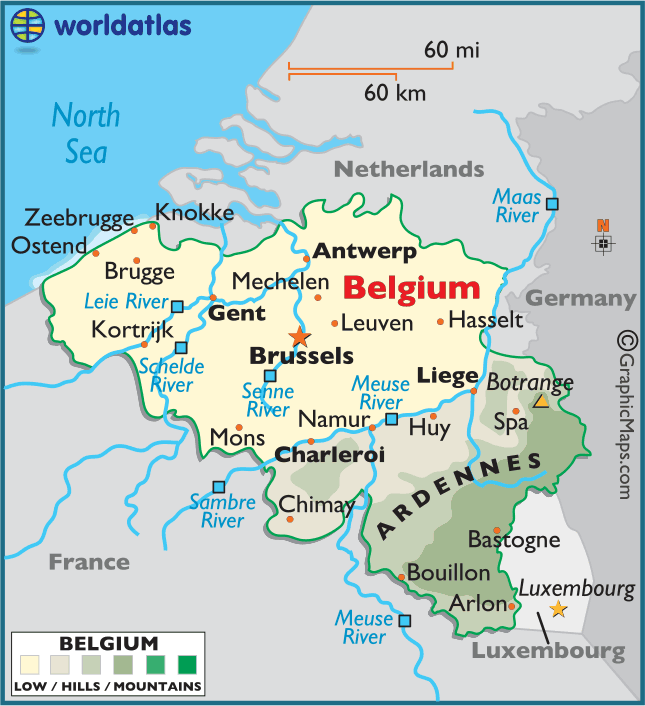 worldatlas
60 mi
60 km
North
Sea
Netherlands
Maas
River
N
Zeebrugge
Knokke
Ostend
Brugge
Antwerp
Mechelen
Belgium
Germany
Leie River
Gent
Kortrijk
Leuven
Hasselt
Schelde
River
Brussels
Senne
River
Meuse
River
Liege
Botrange
Spa
Namur
Huy
Mons
Charleroi
ARDENNES
Sambre
River
Chimay
Bastogne
France
Bouillon
Luxembourg
Arlon
Meuse
River
Luxembourg
BELGIUM
LOW / HILLS / MOUNTAINS
©GraphicMaps.com